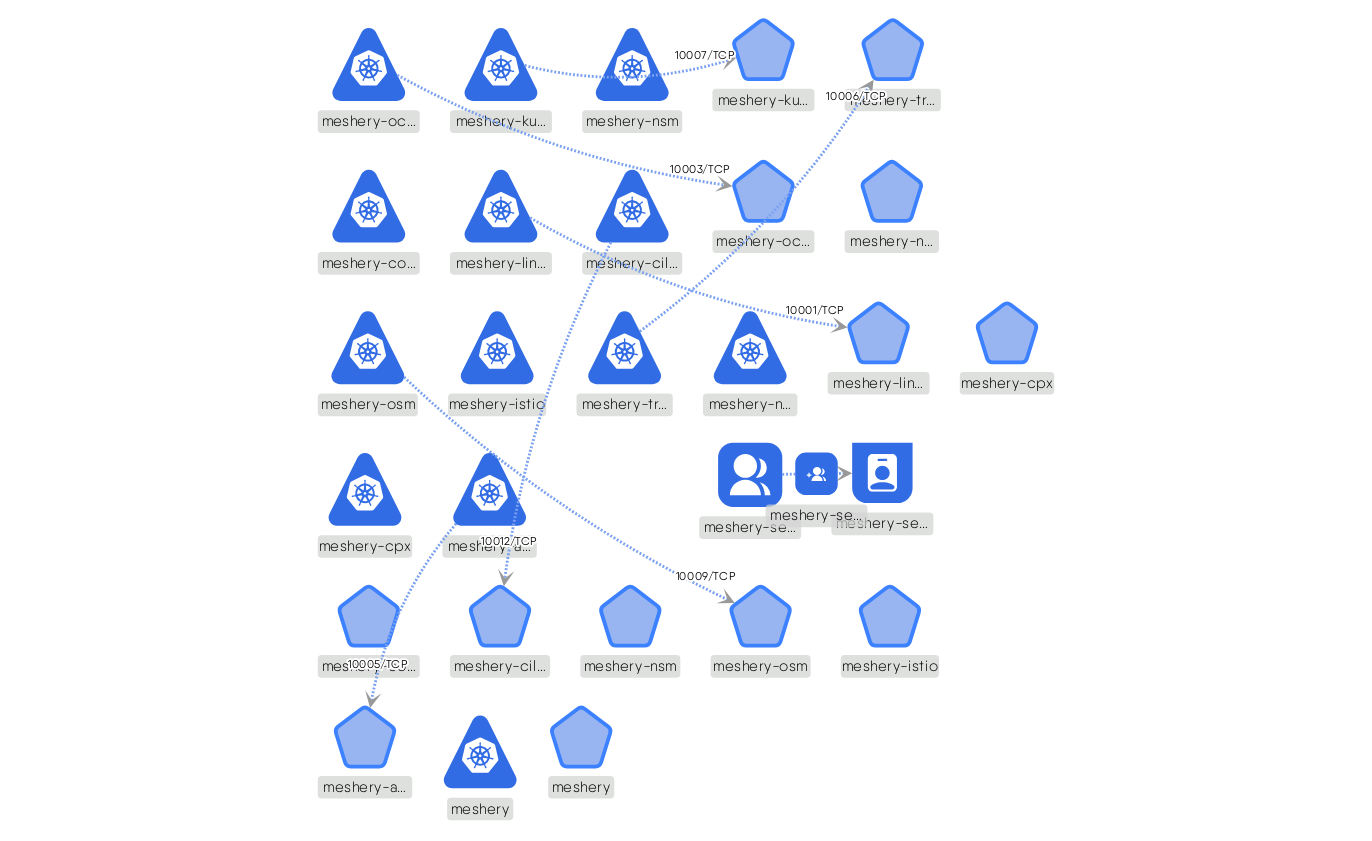 10007/TCP
meshery-oc...
meshery-ku...
meshery-nsm
meshery-ku...
10006/TCP
meshery-tr...
10003/TCP
meshery-co...
meshery-lin...
meshery-cil...
meshery-oc...
meshery-n...
10001/TCP
meshery-osm
meshery-istio
meshery-tr...
meshery-n...
meshery-lin...
meshery-cpx
meshery-cpx
meshery-a...
10012/TCP
meshery-se...
meshery-se...
meshery-se...
10009/TCP
10005/TCP
meshery-cil...
meshery-nsm
meshery-osm
meshery-istio
meshery-a...
meshery
meshery